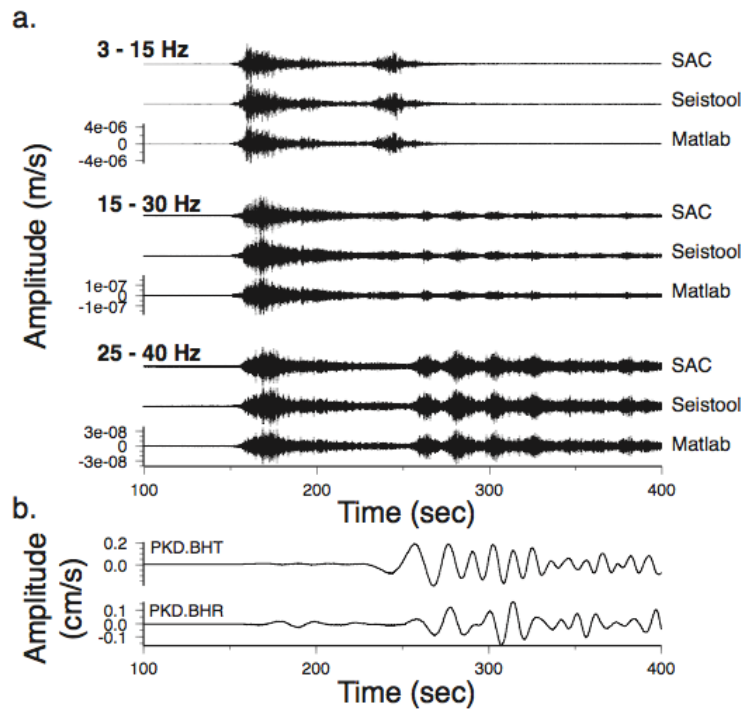 a.
3 - 15 Hz
SAC
Seistool
4e-06
0
-4e-06
Matlab
15 - 30 Hz
SAC
Seistool
1e-07
0
-1e-07
Matlab
Amplitude (m/s)
25 - 40 Hz
SAC
Seistool
3e-08
0
-3e-08
Matlab
100 200 300 400
Time (sec)
b.
PKD.BHT
0.2
0.0
PKD.BHR
0.1
0.0
-0.1
Amplitude
(cm/s)
100 200 300 400
Time (sec)